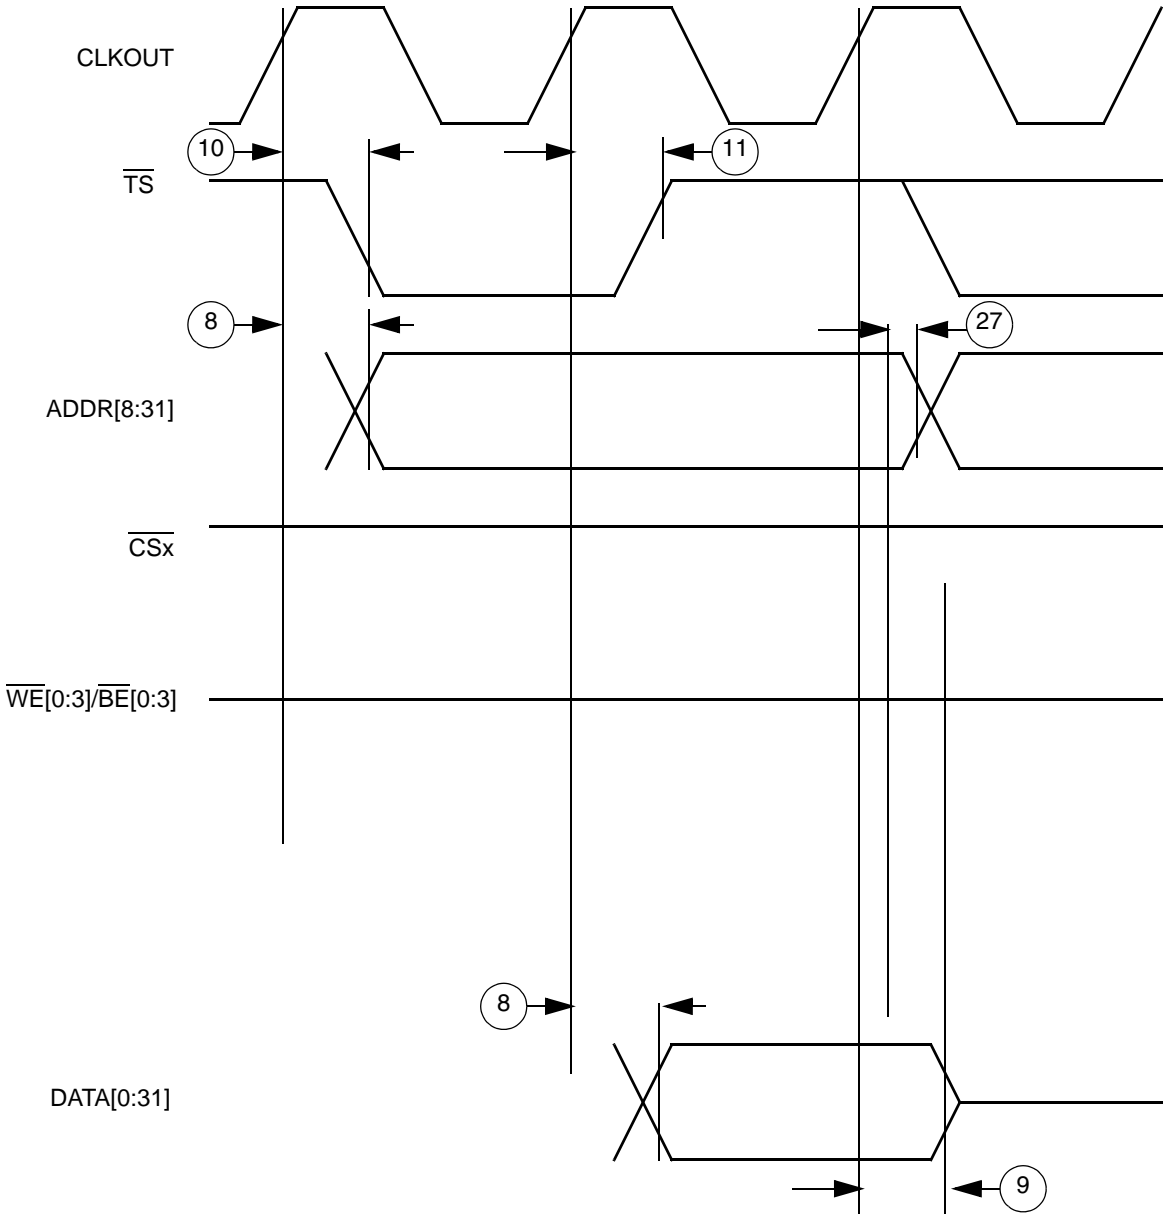 CLKOUT
10
11
TS
8
27
ADDR[8:31]
CSx
WE[0:3]/BE[0:3]
8
DATA[0:31]
9